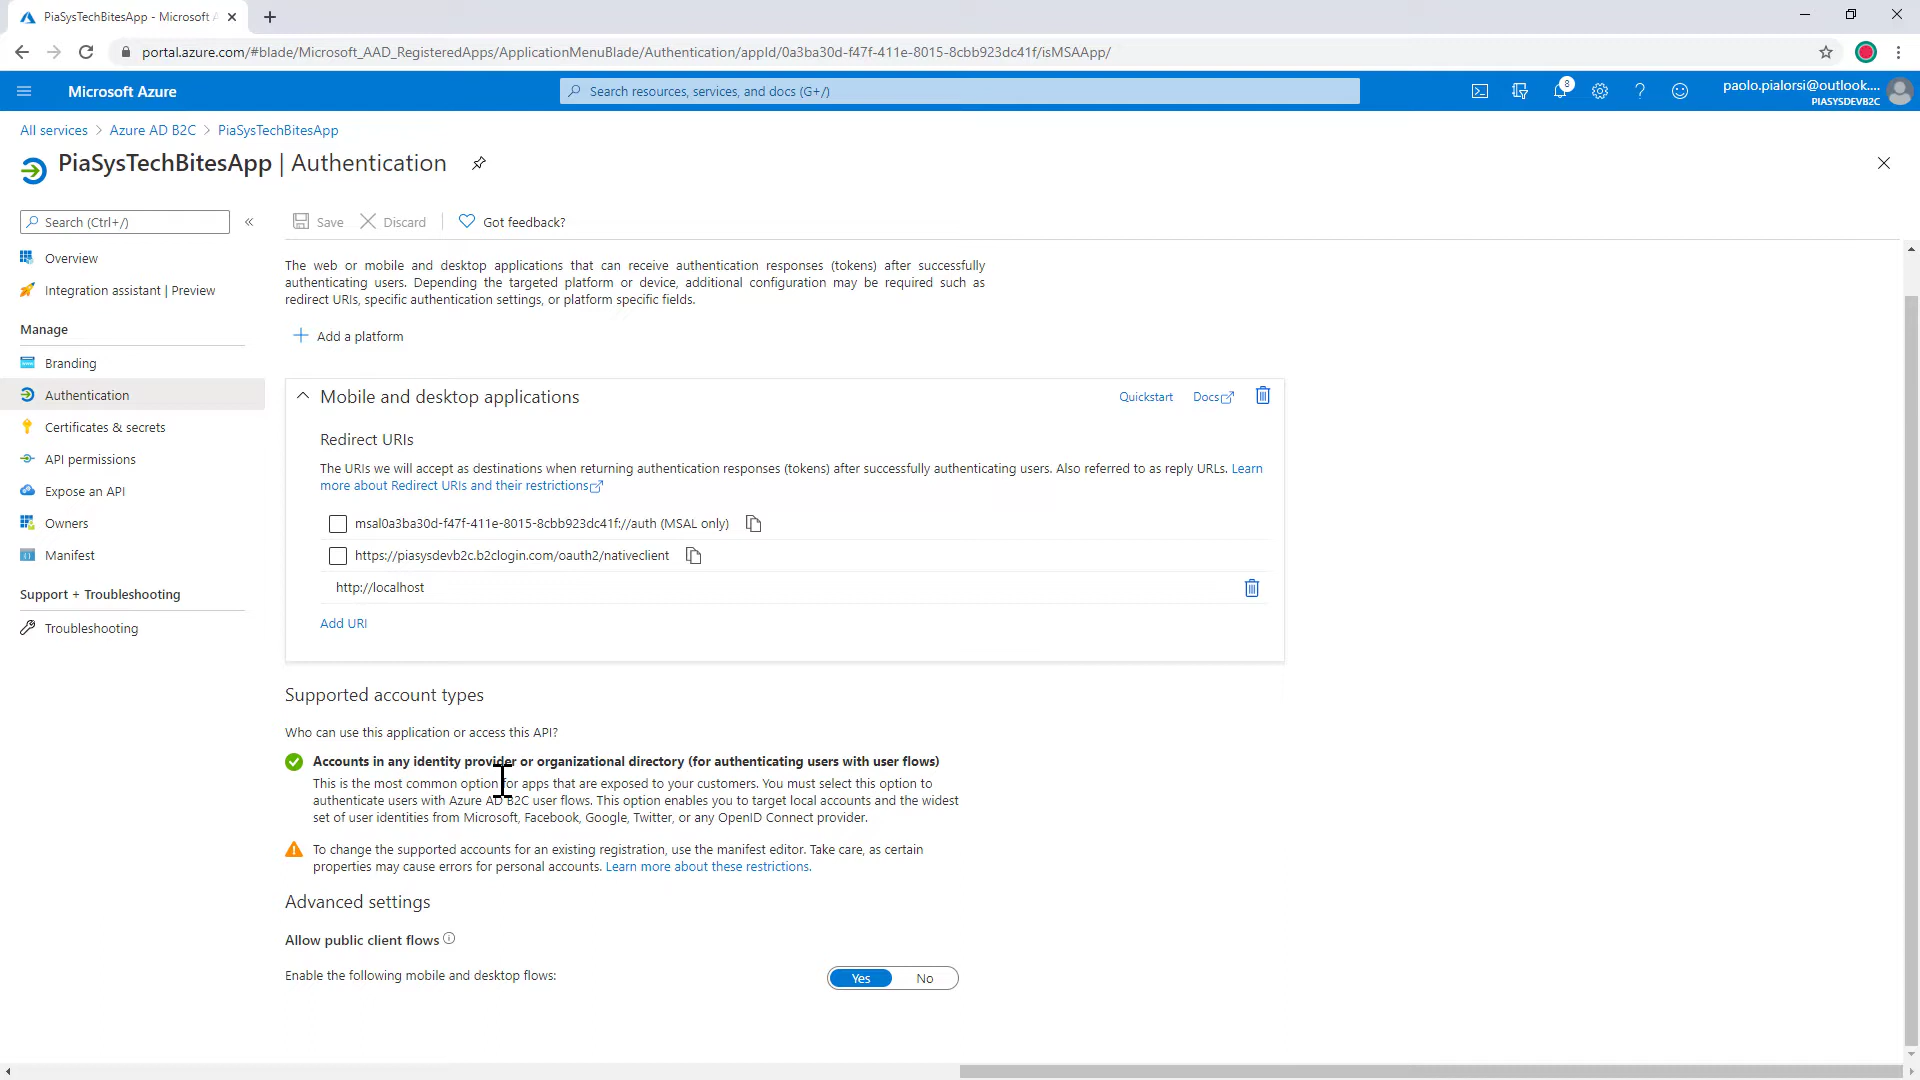 PiaSysTechBitesApp - Microsoft A
portal.azure.com/#blade/Microsoft_AAD_RegisteredApps/ApplicationMenuBlade/Authentication/appId/0a3ba30d-f47f-411e-8015-8cbb923dc41f/isMSAApp/
Microsoft Azure
Search resources, services, and docs (G+/)
8
paolo.pialorsi@outlook....
PIASYSDEVB2C
All services > Azure AD B2C > PiaSysTechBitesApp
PiaSysTechBitesApp | Authentication
Search (Ctrl+/)
«
Save
Discard
Got feedback?
Overview
Integration assistant | Preview
Manage
Branding
Authentication
Certificates & secrets
API permissions
Expose an API
Owners
Manifest
Support + Troubleshooting
Troubleshooting
The web or mobile and desktop applications that can receive authentication responses (tokens) after successfully
authenticating users. Depending the targeted platform or device, additional configuration may be required such as
redirect URIs, specific authentication settings, or platform specific fields.
Add a platform
Mobile and desktop applications
Quickstart
Docs
Redirect URIs
The URIs we will accept as destinations when returning authentication responses (tokens) after successfully authenticating users. Also referred to as reply URLs. Learn
more about Redirect URIs and their restrictions
msal0a3ba30d-f47f-411e-8015-8cbb923dc41f://auth (MSAL only)
https://piasysdevb2c.b2clogin.com/oauth2/nativeclient
http://localhost
Add URI
Supported account types
Who can use this application or access this API?
Accounts in any identity provider or organizational directory (for authenticating users with user flows)
This is the most common option for apps that are exposed to your customers. You must select this option to
authenticate users with Azure AD B2C user flows. This option enables you to target local accounts and the widest
set of user identities from Microsoft, Facebook, Google, Twitter, or any OpenID Connect provider.
To change the supported accounts for an existing registration, use the manifest editor. Take care, as certain
properties may cause errors for personal accounts. Learn more about these restrictions.
Advanced settings
Allow public client flows
Enable the following mobile and desktop flows:
Yes
No